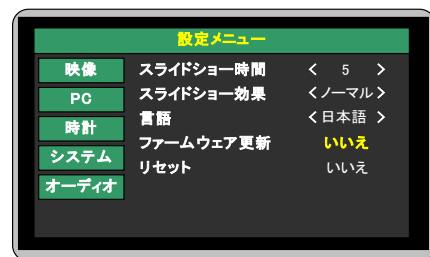 設定メニュー
映像
PC
時計
システム
オーディオ
スライドショー時間 < 5 >
スライドショー効果 <ノーマル>
言語 <日本語 >
ファームウェア更新 いいえ
リセット いいえ